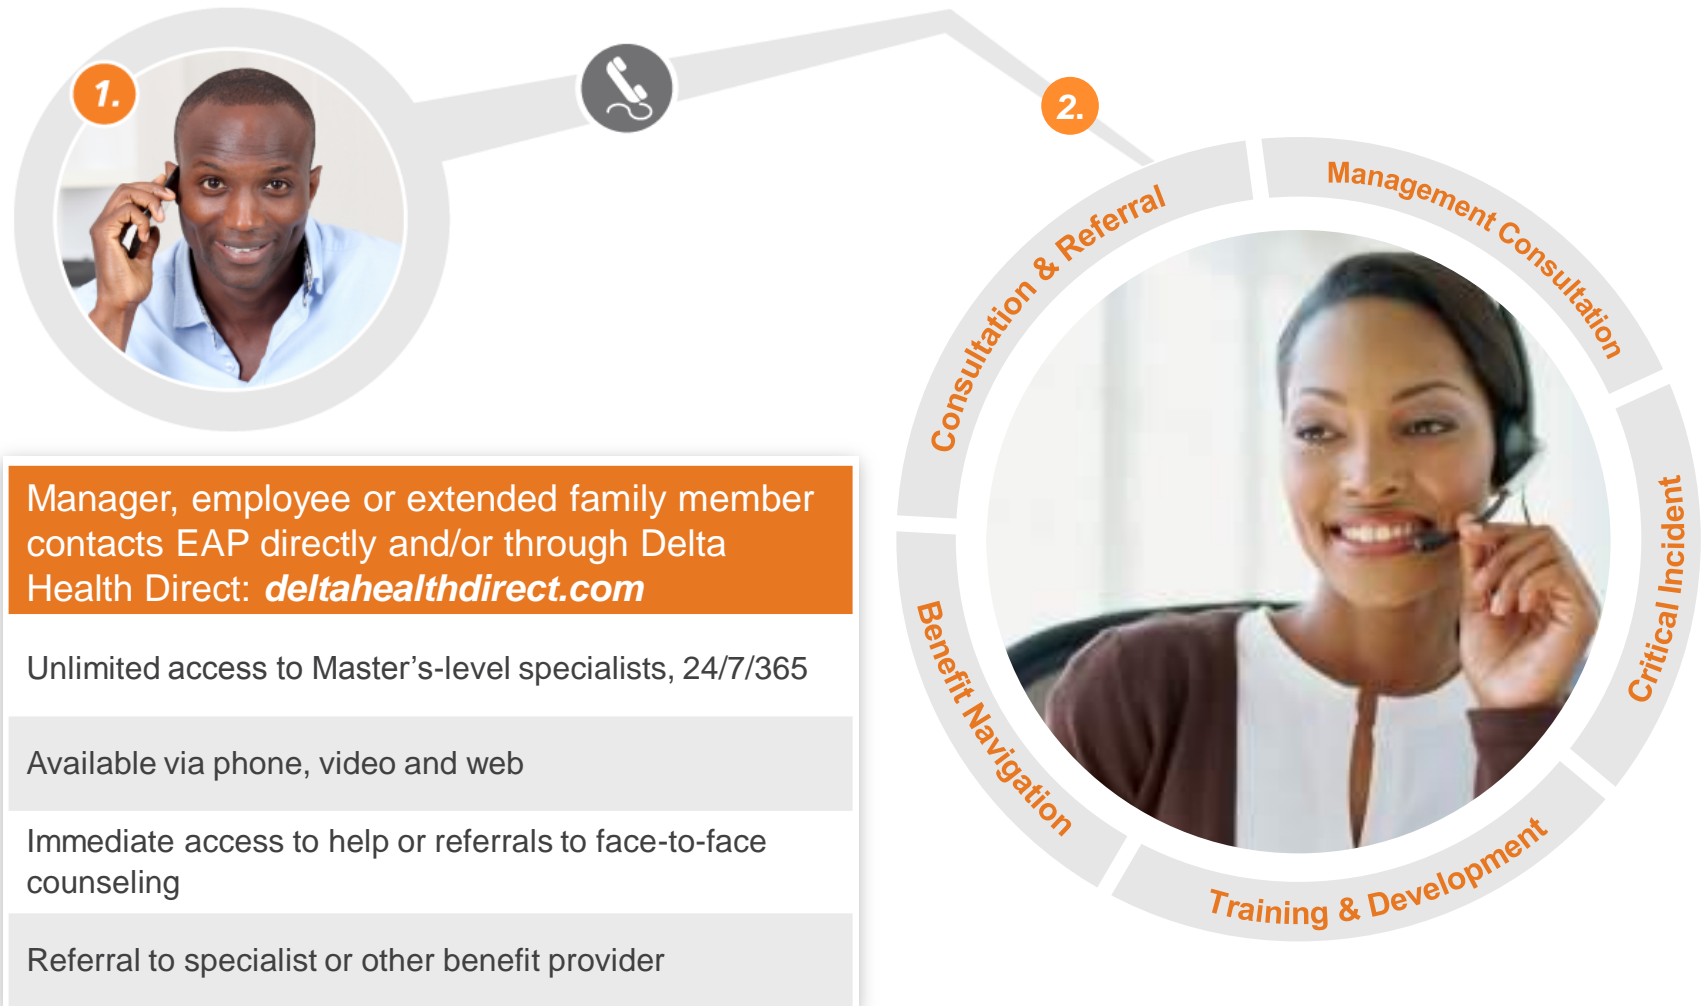 1.
2.
Consultation & Referral
Management Consultation
Critical Incident
Training & Development
Benefit Navigation
Manager, employee or extended family member
contacts EAP directly and/or through Delta
Health Direct: deltahealthdirect.com
Unlimited access to Master’s-level specialists, 24/7/365
Available via phone, video and web
Immediate access to help or referrals to face-to-face
counseling
Referral to specialist or other benefit provider